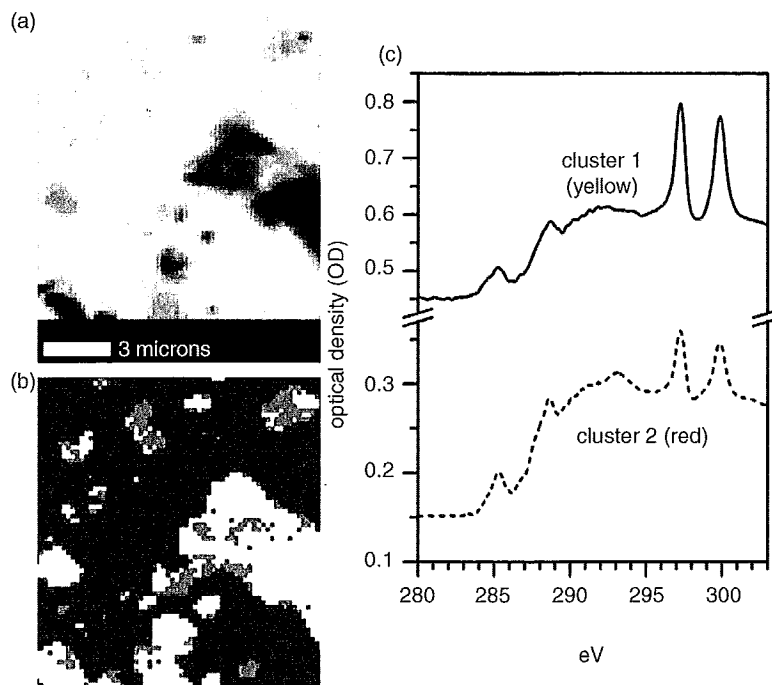 (a)
3 microns
(b)
(c)
optical density (OD)
0.8
0.7
0.6
0.5
0.3
0.2
0.1
cluster 1
(yellow)
cluster 2 (red)
280 285 290 295 300
eV